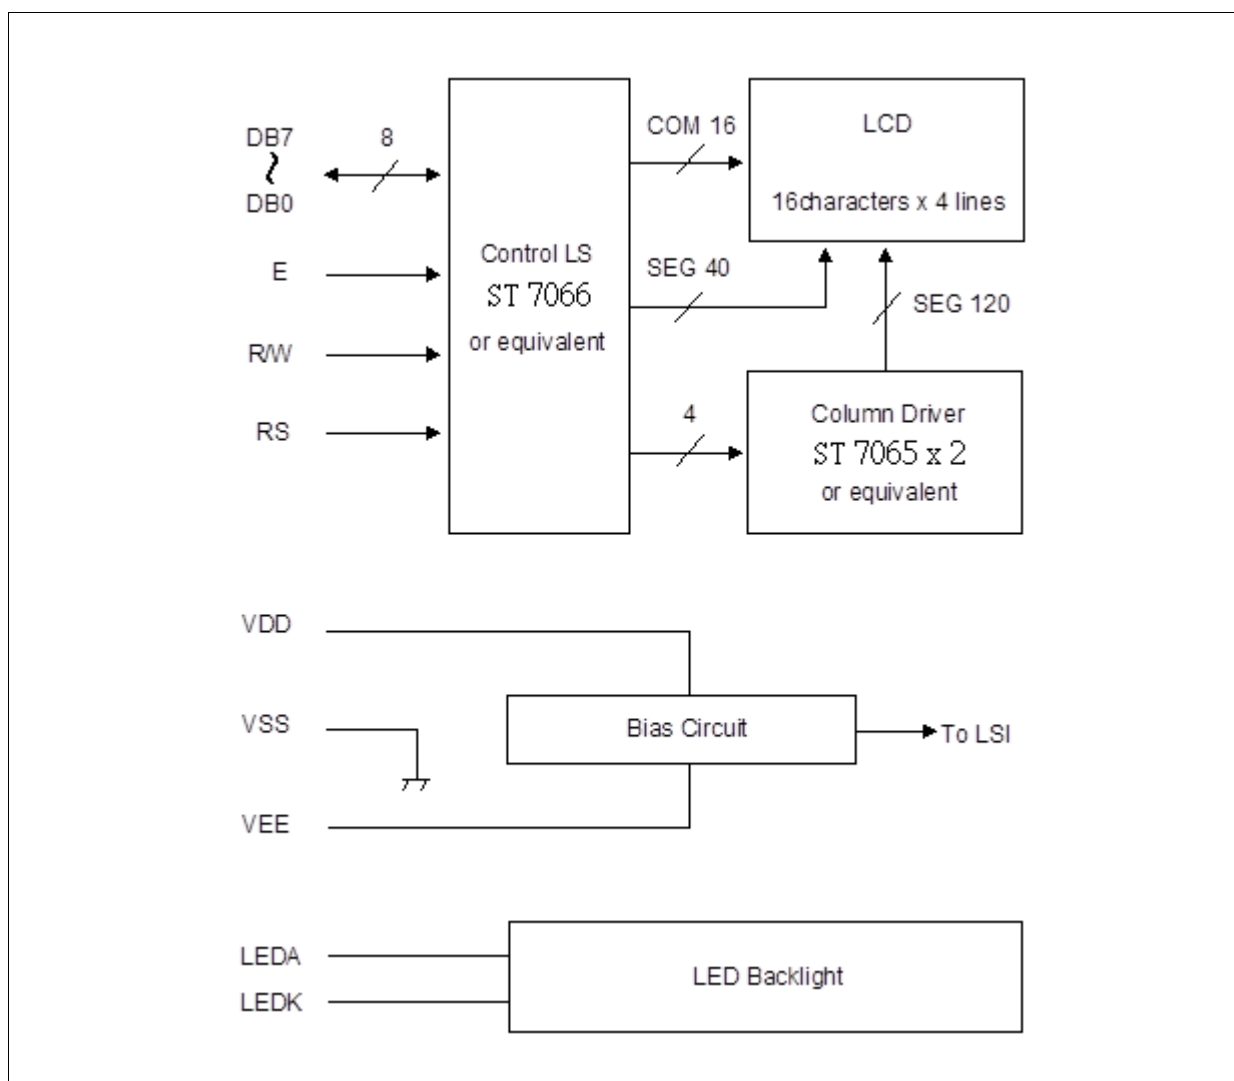 DB7
8
DB0
E
R/W
RS
Control LS
ST 7066
or equivalent
COM 16
SEG 40
4
LCD
16characters x 4 lines
SEG 120
Column Driver
ST 7065 x 2
or equivalent
VDD
VSS
VEE
Bias Circuit
To LSI
LEDA
LEDK
LED Backlight